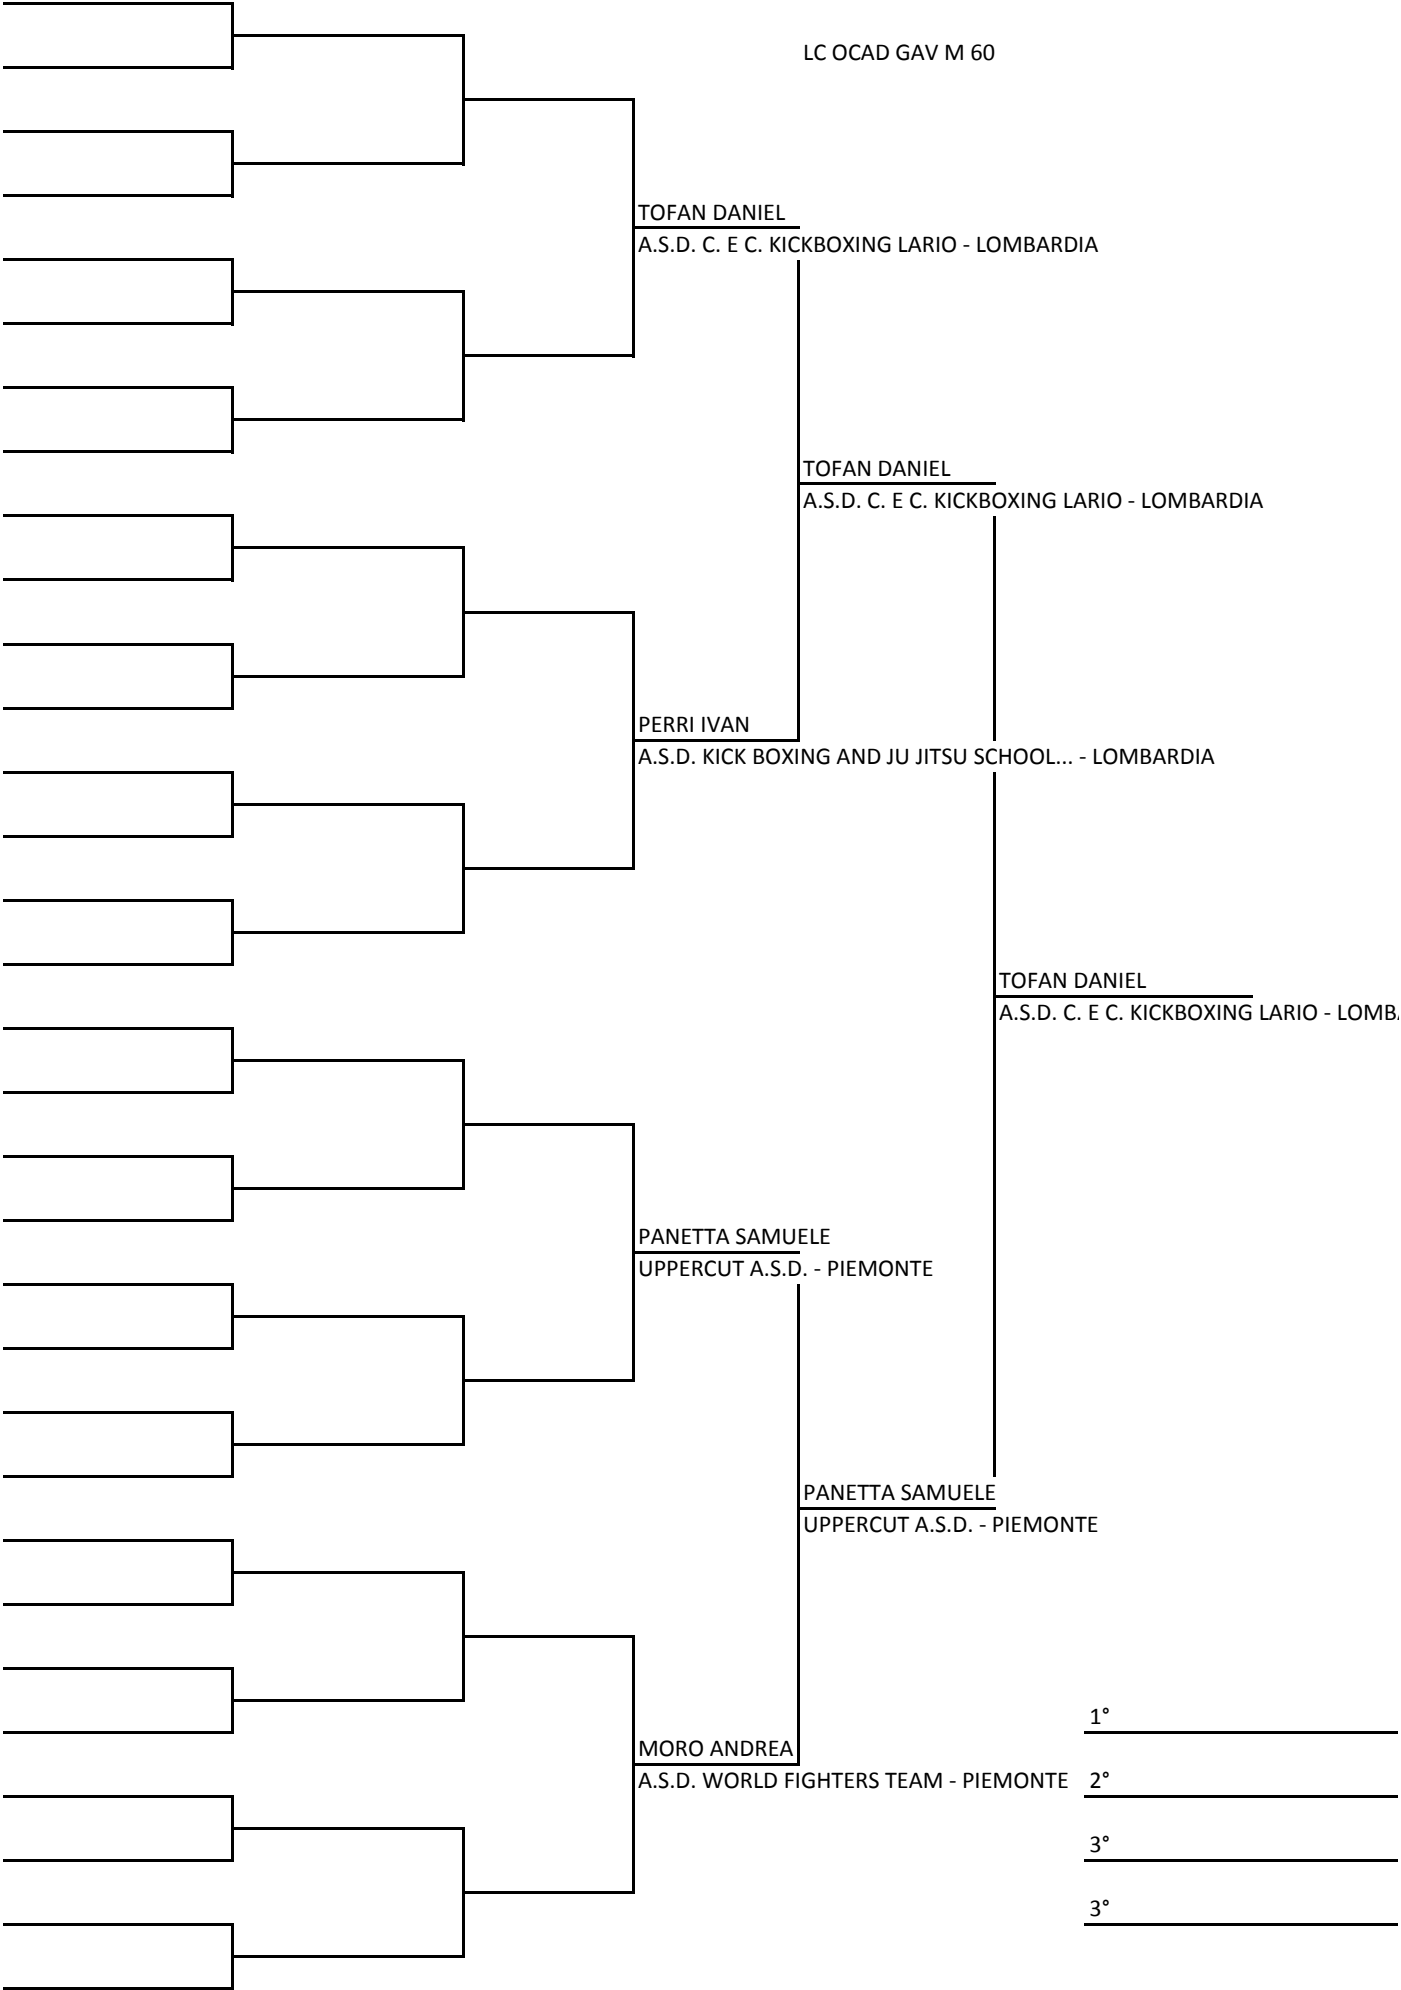 LC OCAD GAV M 60
TOFAN DANIEL
A.S.D. C. E C. KICKBOXING LARIO - LOMBARDIA
TOFAN DANIEL
A.S.D. C. E C. KICKBOXING LARIO - LOMBARDIA
PERRI IVAN
A.S.D. KICK BOXING AND JU JITSU SCHOOL... - LOMBARDIA
TOFAN DANIEL
A.S.D. C. E C. KICKBOXING LARIO - LOMB
PANETTA SAMUELE
UPPERCUT A.S.D. - PIEMONTE
PANETTA SAMUELE
UPPERCUT A.S.D. - PIEMONTE
1°
MORO ANDREA
A.S.D. WORLD FIGHTERS TEAM - PIEMONTE 2°
3°
3°